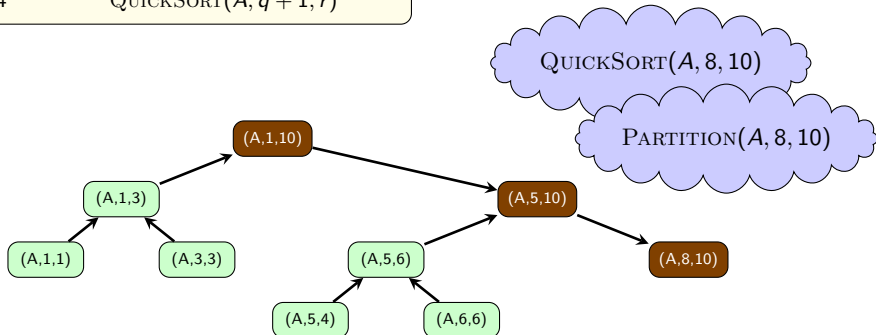 4 QUICKSORT(A, q + 1, r)
QUICKSORT(A, 8, 10)
PARTITION(A, 8, 10)
(A,1,10)
(A,1,3)
(A,5,10)
(A,1,1)
(A,3,3)
(A,5,6)
(A,8,10)
(A,5,4)
(A,6,6)